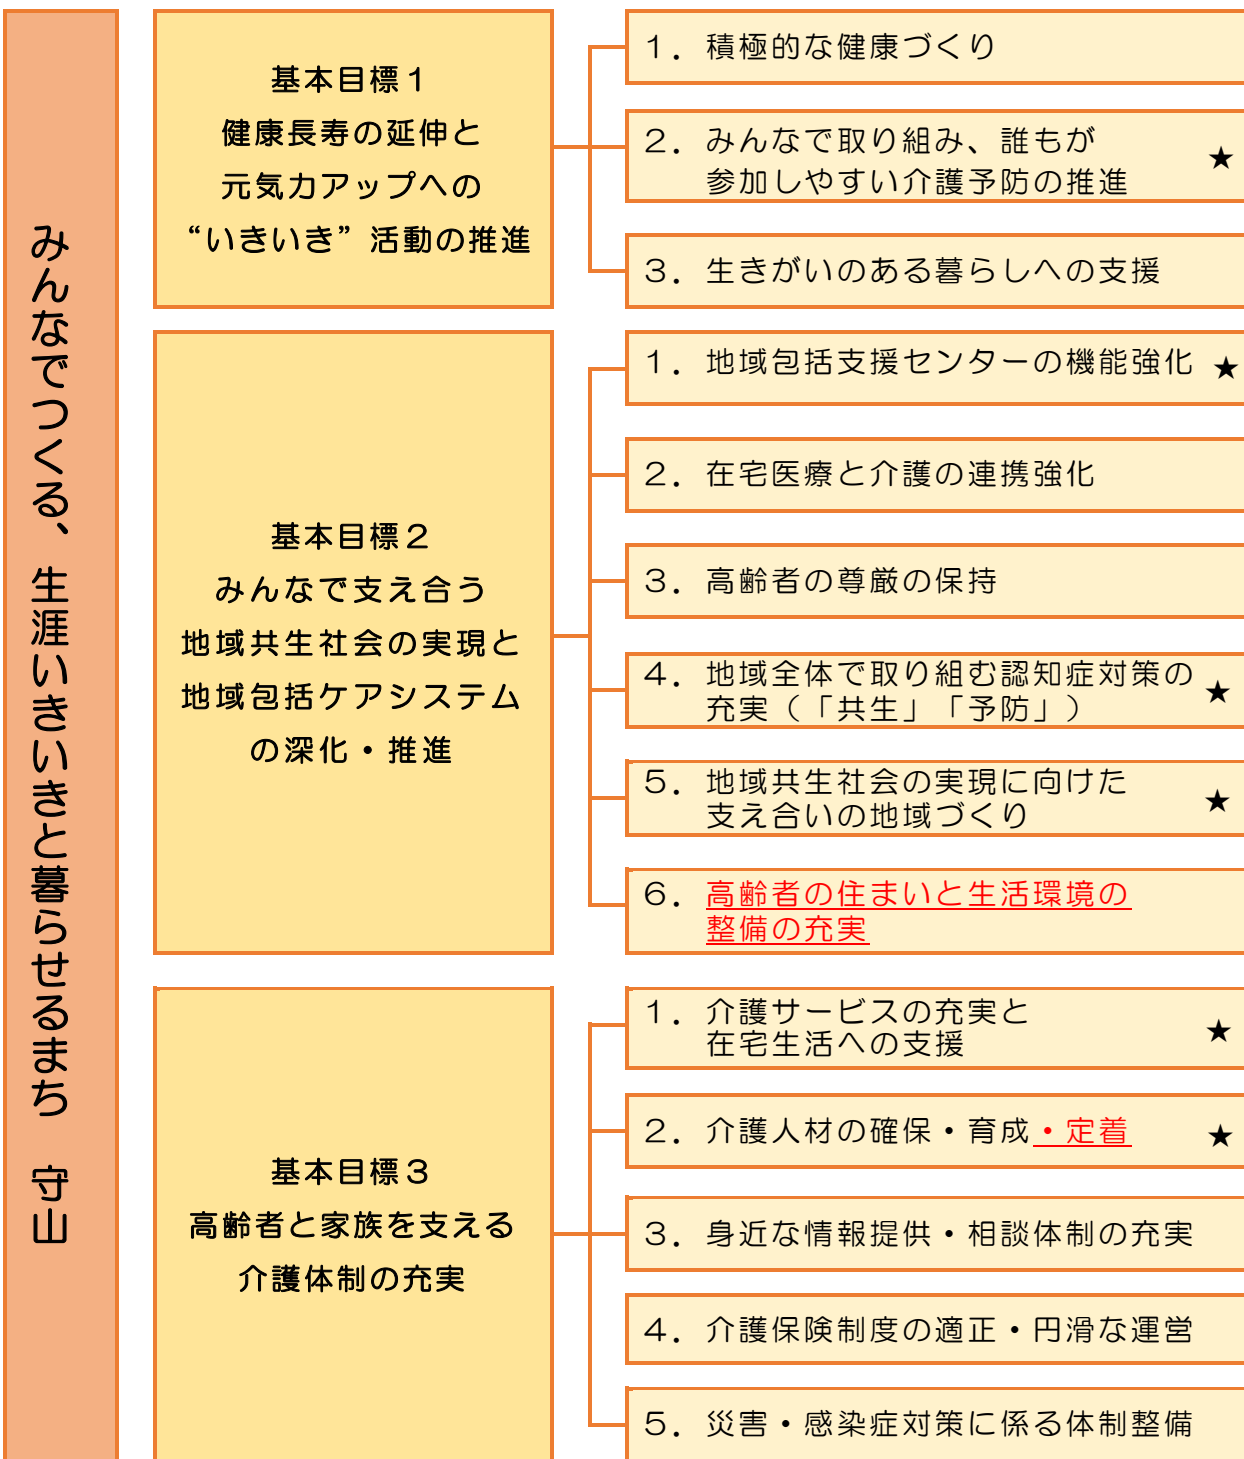 みんなでつくる、生涯いきいきと暮らせるまち　守山
基本目標１
健康長寿の延伸と
元気力アップへの
“いきいき”活動の推進
１．積極的な健康づくり
２．みんなで取り組み、誰もが
参加しやすい介護予防の推進 ★
３．生きがいのある暮らしへの支援
基本目標２
みんなで支え合う
地域共生社会の実現と
地域包括ケアシステム
の深化・推進
１．地域包括支援センターの機能強化 ★
２．在宅医療と介護の連携強化
３．高齢者の尊厳の保持
４．地域全体で取り組む認知症対策の
充実（「共生」「予防」） ★
５．地域共生社会の実現に向けた
支え合いの地域づくり ★
６．高齢者の住まいと生活環境の
整備の充実
基本目標３
高齢者と家族を支える
介護体制の充実
１．介護サービスの充実と
在宅生活への支援 ★
２．介護人材の確保・育成・定着 ★
３．身近な情報提供・相談体制の充実
４．介護保険制度の適正・円滑な運営
５．災害・感染症対策に係る体制整備